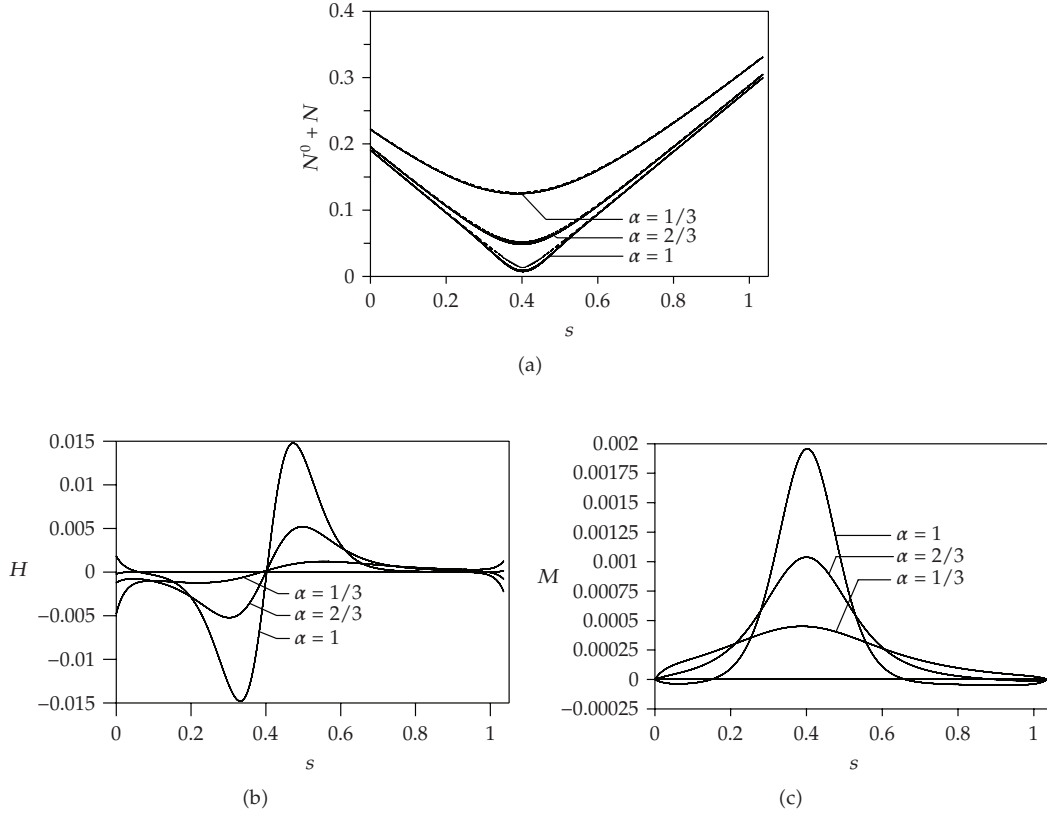 0.4
0.3
0.2
0.1
0
N⁰ + N
α = 1/3
α = 2/3
α = 1
0 0.2 0.4 0.6 0.8 1
s
(a)
0.015
0.01
0.005
0
−0.005
−0.01
−0.015
H
α = 1/3
α = 2/3
α = 1
0 0.2 0.4 0.6 0.8 1
s
(b)
0.002
0.00175
0.0015
0.00125
0.001
0.00075
0.0005
0.00025
0
−0.00025
M
α = 1
α = 2/3
α = 1/3
0 0.2 0.4 0.6 0.8 1
s
(c)